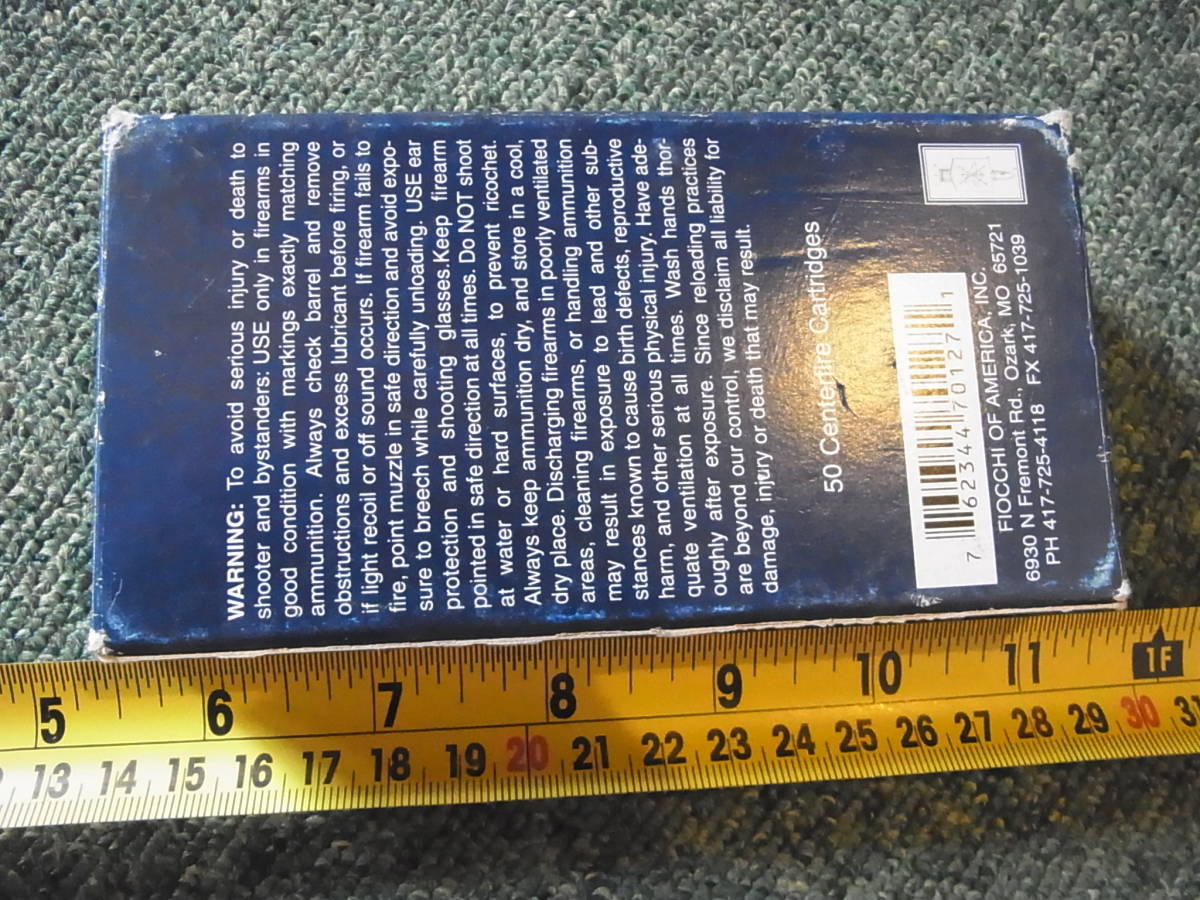 WARNING: To avoid serious injury or death to
shooter and bystanders: USE only in firearms in
good condition with markings exactly matching
ammunition. Always check barrel and remove
obstructions and excess lubricant before firing, or
if light recoil or off sound occurs. If firearm fails to
fire, point muzzle in safe direction and avoid expo-
sure to breech while carefully unloading. USE ear
protection and shooting glasses.Keep firearm
pointed in safe direction at all times. Do NOT shoot
at water or hard surfaces, to prevent ricochet.
Always keep ammunition dry, and store in a cool,
dry place. Discharging firearms in poorly ventilated
areas, cleaning firearms, or handling ammunition
may result in exposure to lead and other sub-
stances known to cause birth defects, reproductive
harm, and other serious physical injury. Have ade-
quate ventilation at all times. Wash hands thor-
oughly after exposure. Since reloading practices
are beyond our control, we disclaim all liability for
damage, injury or death that may result.
50 Centerfire Cartridges
7 62344 70127 1
FIOCCHI OF AMERICA, INC.
6930 N Fremont Rd., Ozark, MO 65721
PH 417-725-4118 FX 417-725-1039
5 6 7 8 9 10 11 1F
13 14 15 16 17 18 19 20 21 22 23 24 25 26 27 28 29 30 31